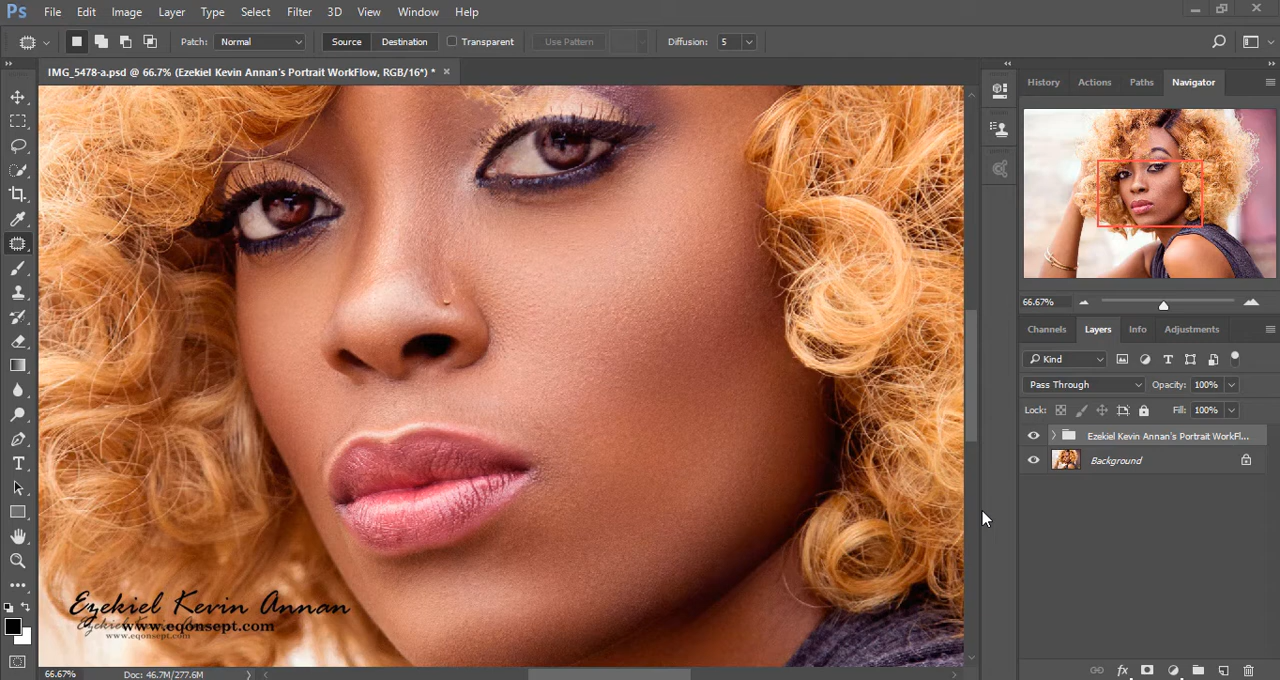 Ps File Edit Image Layer Type Select Filter 3D View Window Help
Patch: Normal Source Destination Transparent Use Pattern Diffusion: 5
IMG_5478-a.psd @ 66.7% (Ezekiel Kevin Annan's Portrait WorkFlow, RGB/16*) * ×
History Actions Paths Navigator
66.67%
Channels Layers Info Adjustments
Kind
Pass Through Opacity: 100%
Lock: Fill: 100%
Ezekiel Kevin Annan's Portrait WorkFl...
Background
Ezekiel Kevin Annan
www.eqonsept.com
www.eqonsept.com
66.67% Doc: 46.7M/277.6M